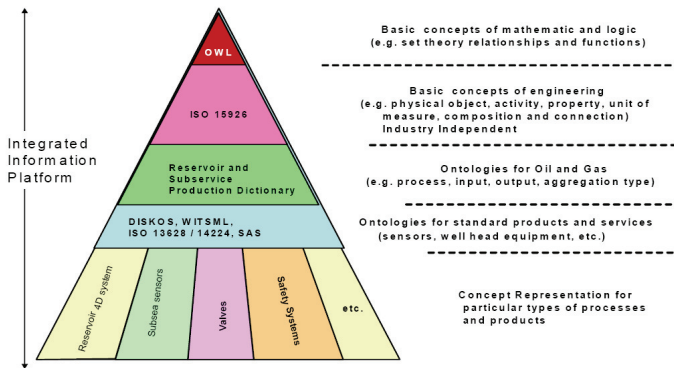 Integrated
Information
Platform
OWL
ISO 15926
Reservoir and
Subservice
Production Dictionary
DISKOS, WITSML,
ISO 13628 / 14224, SAS
Reservoir 4D system
Subsea sensors
Valves
Safety Systems
etc.
Basic concepts of mathematic and logic
(e.g. set theory relationships and functions)
Basic concepts of engineering
(e.g. physical object, activity, property, unit of
measure, composition and connection)
Industry Independent
Ontologies for Oil and Gas
(e.g. process, input, output, aggregation type)
Ontologies for standard products and services
(sensors, well head equipment, etc.)
Concept Representation for
particular types of processes
and products